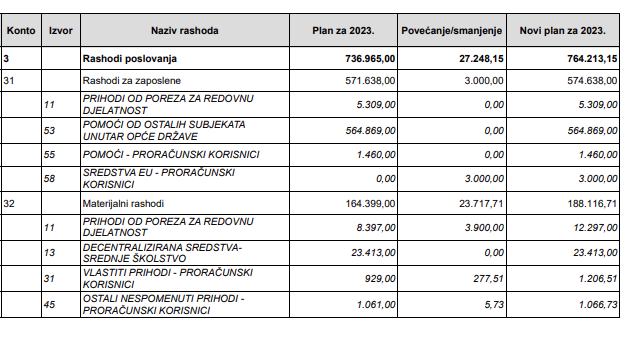 Konto Izvor Naziv rashoda Plan za 2023. Povećanje/smanjenje Novi plan za 2023.
3 Rashodi poslovanja 736.965,00 27.248,15 764.213,15
31 Rashodi za zaposlene 571.638,00 3.000,00 574.638,00
11 PRIHODI OD POREZA ZA REDOVNU
DJELATNOST 5.309,00 0,00 5.309,00
53 POMOĆI OD OSTALIH SUBJEKATA
UNUTAR OPĆE DRŽAVE 564.869,00 0,00 564.869,00
55 POMOĆI - PRORAČUNSKI KORISNICI 1.460,00 0,00 1.460,00
58 SREDSTVA EU - PRORAČUNSKI
KORISNICI 0,00 3.000,00 3.000,00
32 Materijalni rashodi 164.399,00 23.717,71 188.116,71
11 PRIHODI OD POREZA ZA REDOVNU
DJELATNOST 8.397,00 3.900,00 12.297,00
13 DECENTRALIZIRANA SREDSTVA-
SREDNJE ŠKOLSTVO 23.413,00 0,00 23.413,00
31 VLASTITI PRIHODI - PRORAČUNSKI
KORISNICI 929,00 277,51 1.206,51
45 OSTALI NESPOMENUTI PRIHODI -
PRORAČUNSKI KORISNICI 1.061,00 5,73 1.066,73